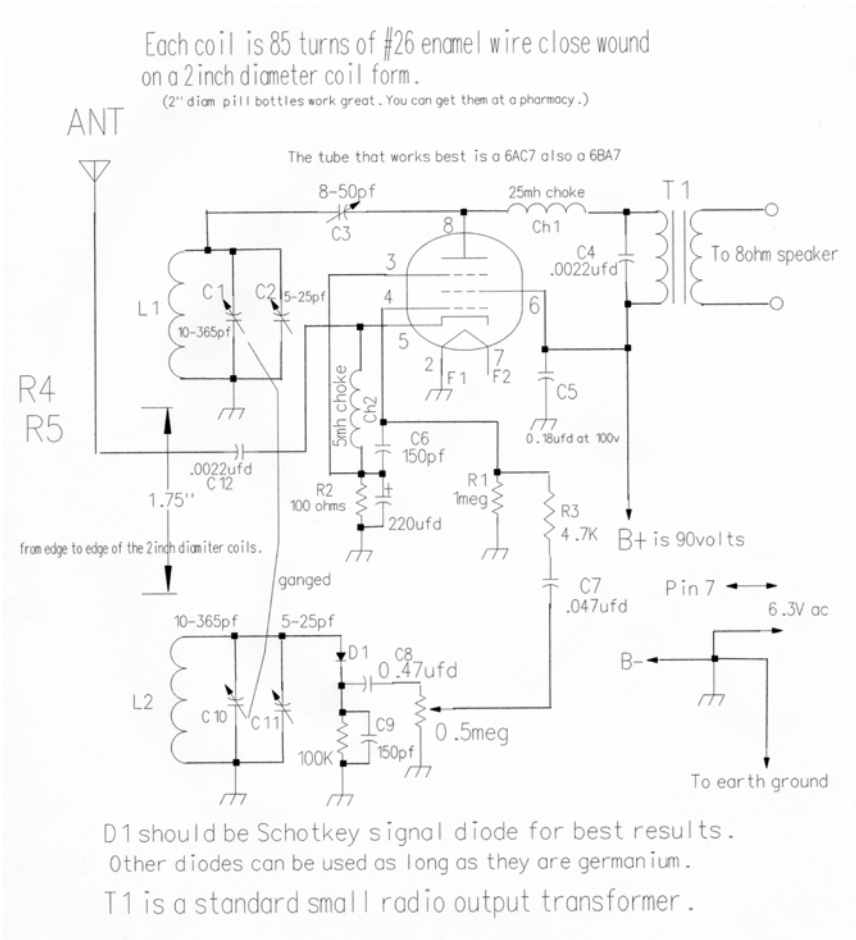 Each coil is 85 turns of #26 enamel wire close wound
on a 2inch diameter coil form.
(2" diam pill bottles work great. You can get them at a pharmacy.)
ANT
The tube that works best is a 6AC7 also a 6BA7
8-50pf
C3
25mh choke
Ch1
T1
8
3
4
5
6
2
7
F1
F2
C4
.0022ufd
To 8ohm speaker
L1
C1
C2
5-25pf
10-365pf
R4
R5
5mh choke
Ch2
C5
0.18ufd at 100v
C6
150pf
.0022ufd
C12
R2
100 ohms
+
220ufd
R1
1meg
R3
4.7K
B+ is 90volts
1.75"
from edge to edge of the 2inch diamiter coils.
ganged
C7
.047ufd
Pin 7
6.3V ac
B-
To earth ground
10-365pf
5-25pf
L2
C10
C11
D1
C8
0.47ufd
C9
150pf
100K
0.5meg
D1 should be Schotkey signal diode for best results.
Other diodes can be used as long as they are germanium.
T1 is a standard small radio output transformer.